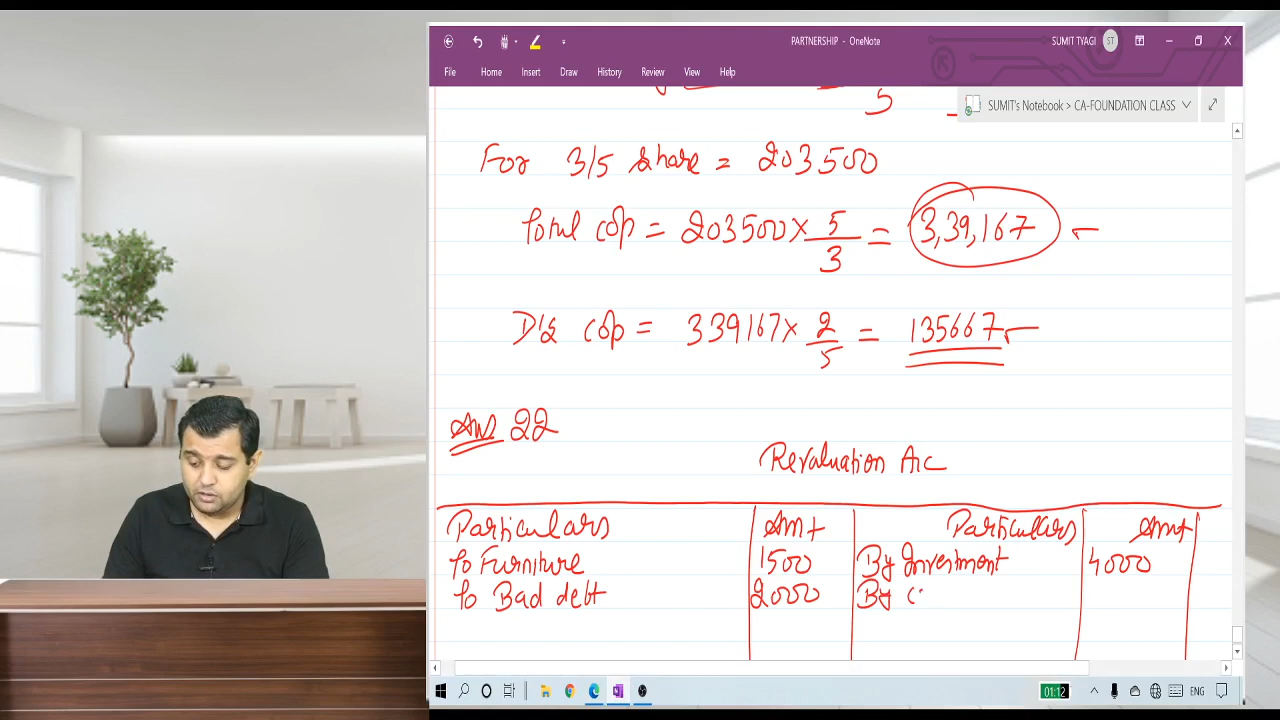 PARTNERSHIP - OneNote
SUMIT TYAGI ST
File Home Insert Draw History Review View Help
SUMIT's Notebook > CA-FOUNDATION CLASS
5
For 3/5 share = 203500
Total cap = 203500 × 5/3 = 3,39,167
D's cap = 339167 × 2/5 = 135667
Ans 22
Revaluation A/c
Particulars Amt Particulars Amt
To Furniture 1500 By Investment 4000
To Bad debt 2000 By
01:12 ENG